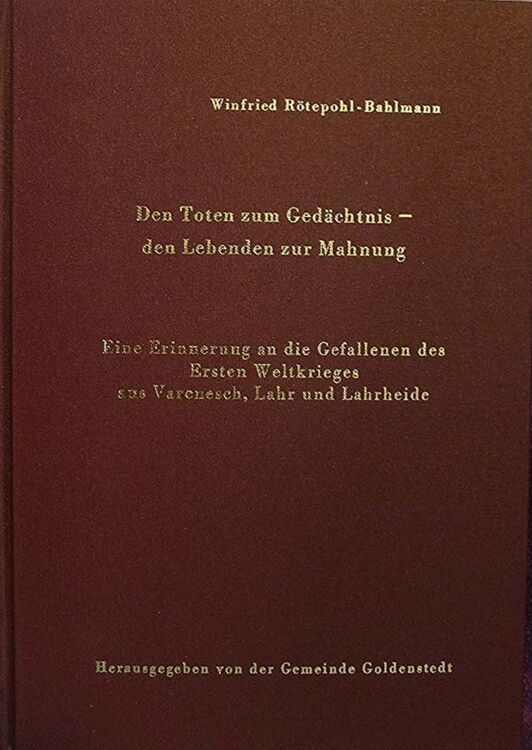 Winfried Rötepohl-Bahlmann
Den Toten zum Gedächtnis –
den Lebenden zur Mahnung
Eine Erinnerung an die Gefallenen des
Ersten Weltkrieges
aus Varenesch, Lahr und Lahrheide
Herausgegeben von der Gemeinde Goldenstedt